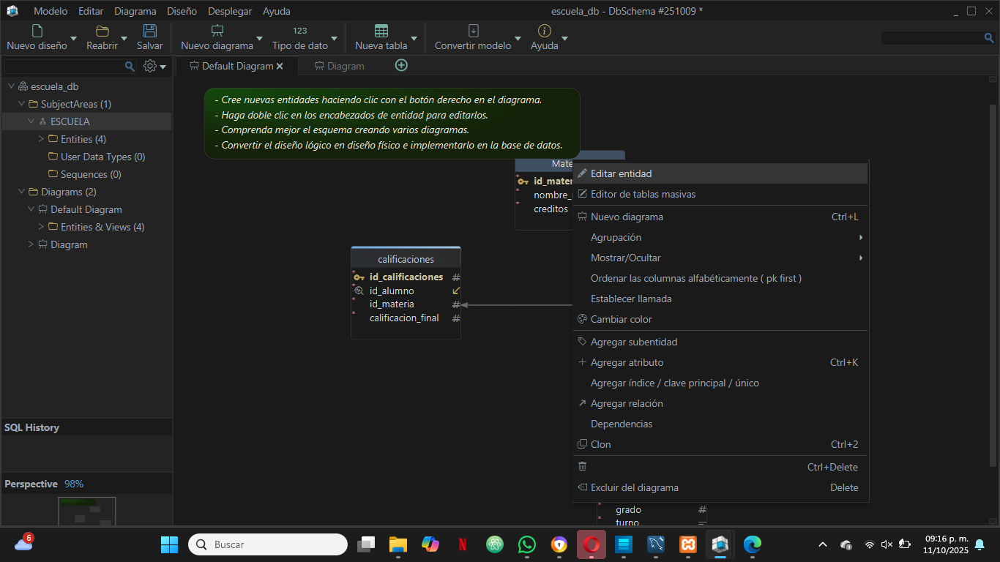 Modelo Editar Diagrama Diseño Desplegar Ayuda
escuela_db - DbSchema #251009 *
Nuevo diseño Reabrir Salvar Nuevo diagrama 123 Tipo de dato Nueva tabla Convertir modelo Ayuda
Default Diagram Diagram
escuela_db
SubjectAreas (1)
ESCUELA
Entities (4)
User Data Types (0)
Sequences (0)
Diagrams (2)
Default Diagram
Entities & Views (4)
Diagram
SQL History
Perspective 98%
- Cree nuevas entidades haciendo clic con el botón derecho en el diagrama.
- Haga doble clic en los encabezados de entidad para editarlos.
- Comprenda mejor el esquema creando varios diagramas.
- Convertir el diseño lógico en diseño físico e implementarlo en la base de datos.
Mate
* id_mater
* nombre_
* creditos
calificaciones
* id_calificaciones #
* id_alumno
* id_materia #
* calificacion_final #
Editar entidad
Editor de tablas masivas
Nuevo diagrama Ctrl+L
Agrupación
Mostrar/Ocultar
Ordenar las columnas alfabéticamente ( pk first )
Establecer llamada
Cambiar color
Agregar subentidad
Agregar atributo Ctrl+K
Agregar índice / clave principal / único
Agregar relación
Dependencias
Clon Ctrl+2
Ctrl+Delete
Excluir del diagrama Delete
* grado #
* turno
6
Buscar
09:16 p. m.
11/10/2025